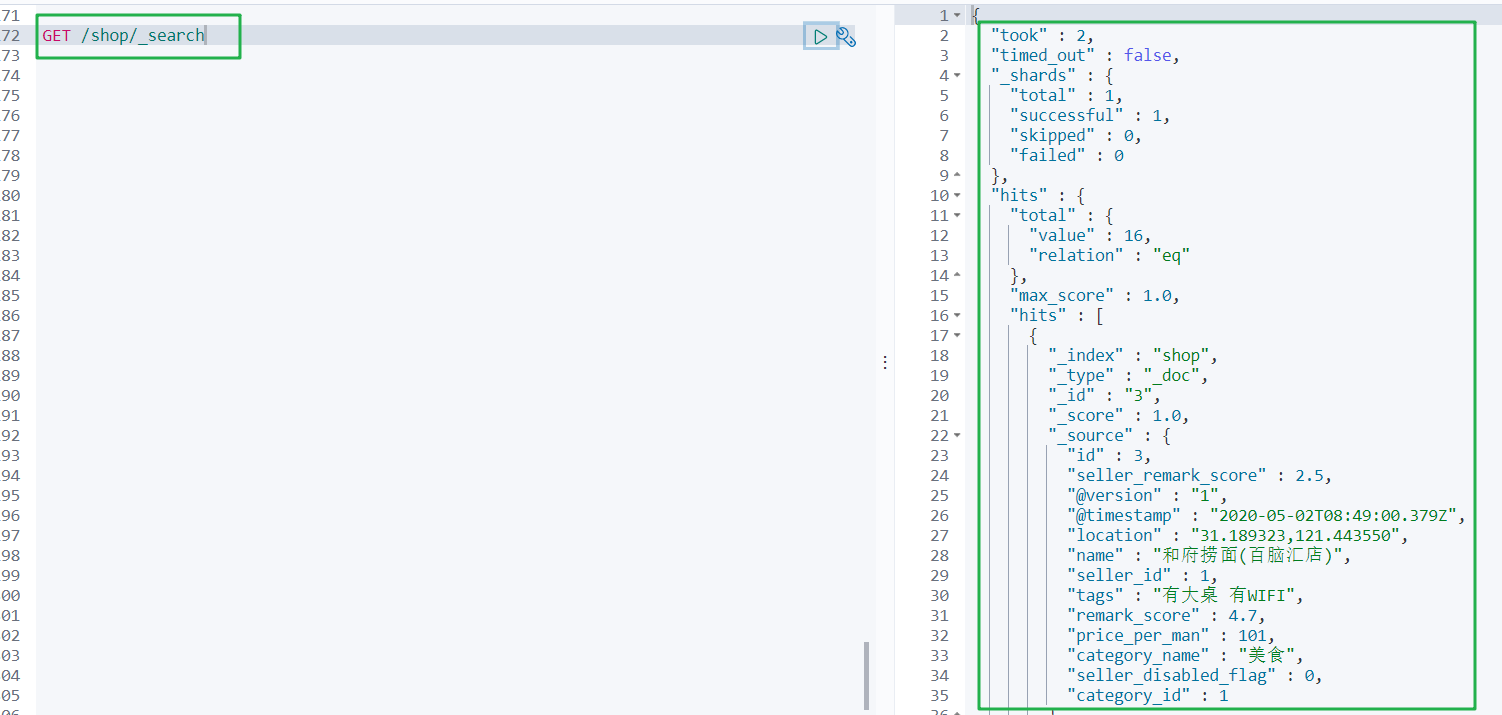 71
72 GET /shop/_search
73
74
75
76
77
78
79
80
81
82
83
84
85
86
87
88
89
90
91
92
93
94
95
96
97
98
99
00
01
02
03
04
05
06
1 {
2 "took" : 2,
3 "timed_out" : false,
4 "_shards" : {
5 "total" : 1,
6 "successful" : 1,
7 "skipped" : 0,
8 "failed" : 0
9 },
10 "hits" : {
11 "total" : {
12 "value" : 16,
13 "relation" : "eq"
14 },
15 "max_score" : 1.0,
16 "hits" : [
17 {
18 "_index" : "shop",
19 "_type" : "_doc",
20 "_id" : "3",
21 "_score" : 1.0,
22 "_source" : {
23 "id" : 3,
24 "seller_remark_score" : 2.5,
25 "@version" : "1",
26 "@timestamp" : "2020-05-02T08:49:00.379Z",
27 "location" : "31.189323,121.443550",
28 "name" : "和府捞面(百脑汇店)",
29 "seller_id" : 1,
30 "tags" : "有大桌 有WIFI",
31 "remark_score" : 4.7,
32 "price_per_man" : 101,
33 "category_name" : "美食",
34 "seller_disabled_flag" : 0,
35 "category_id" : 1
36